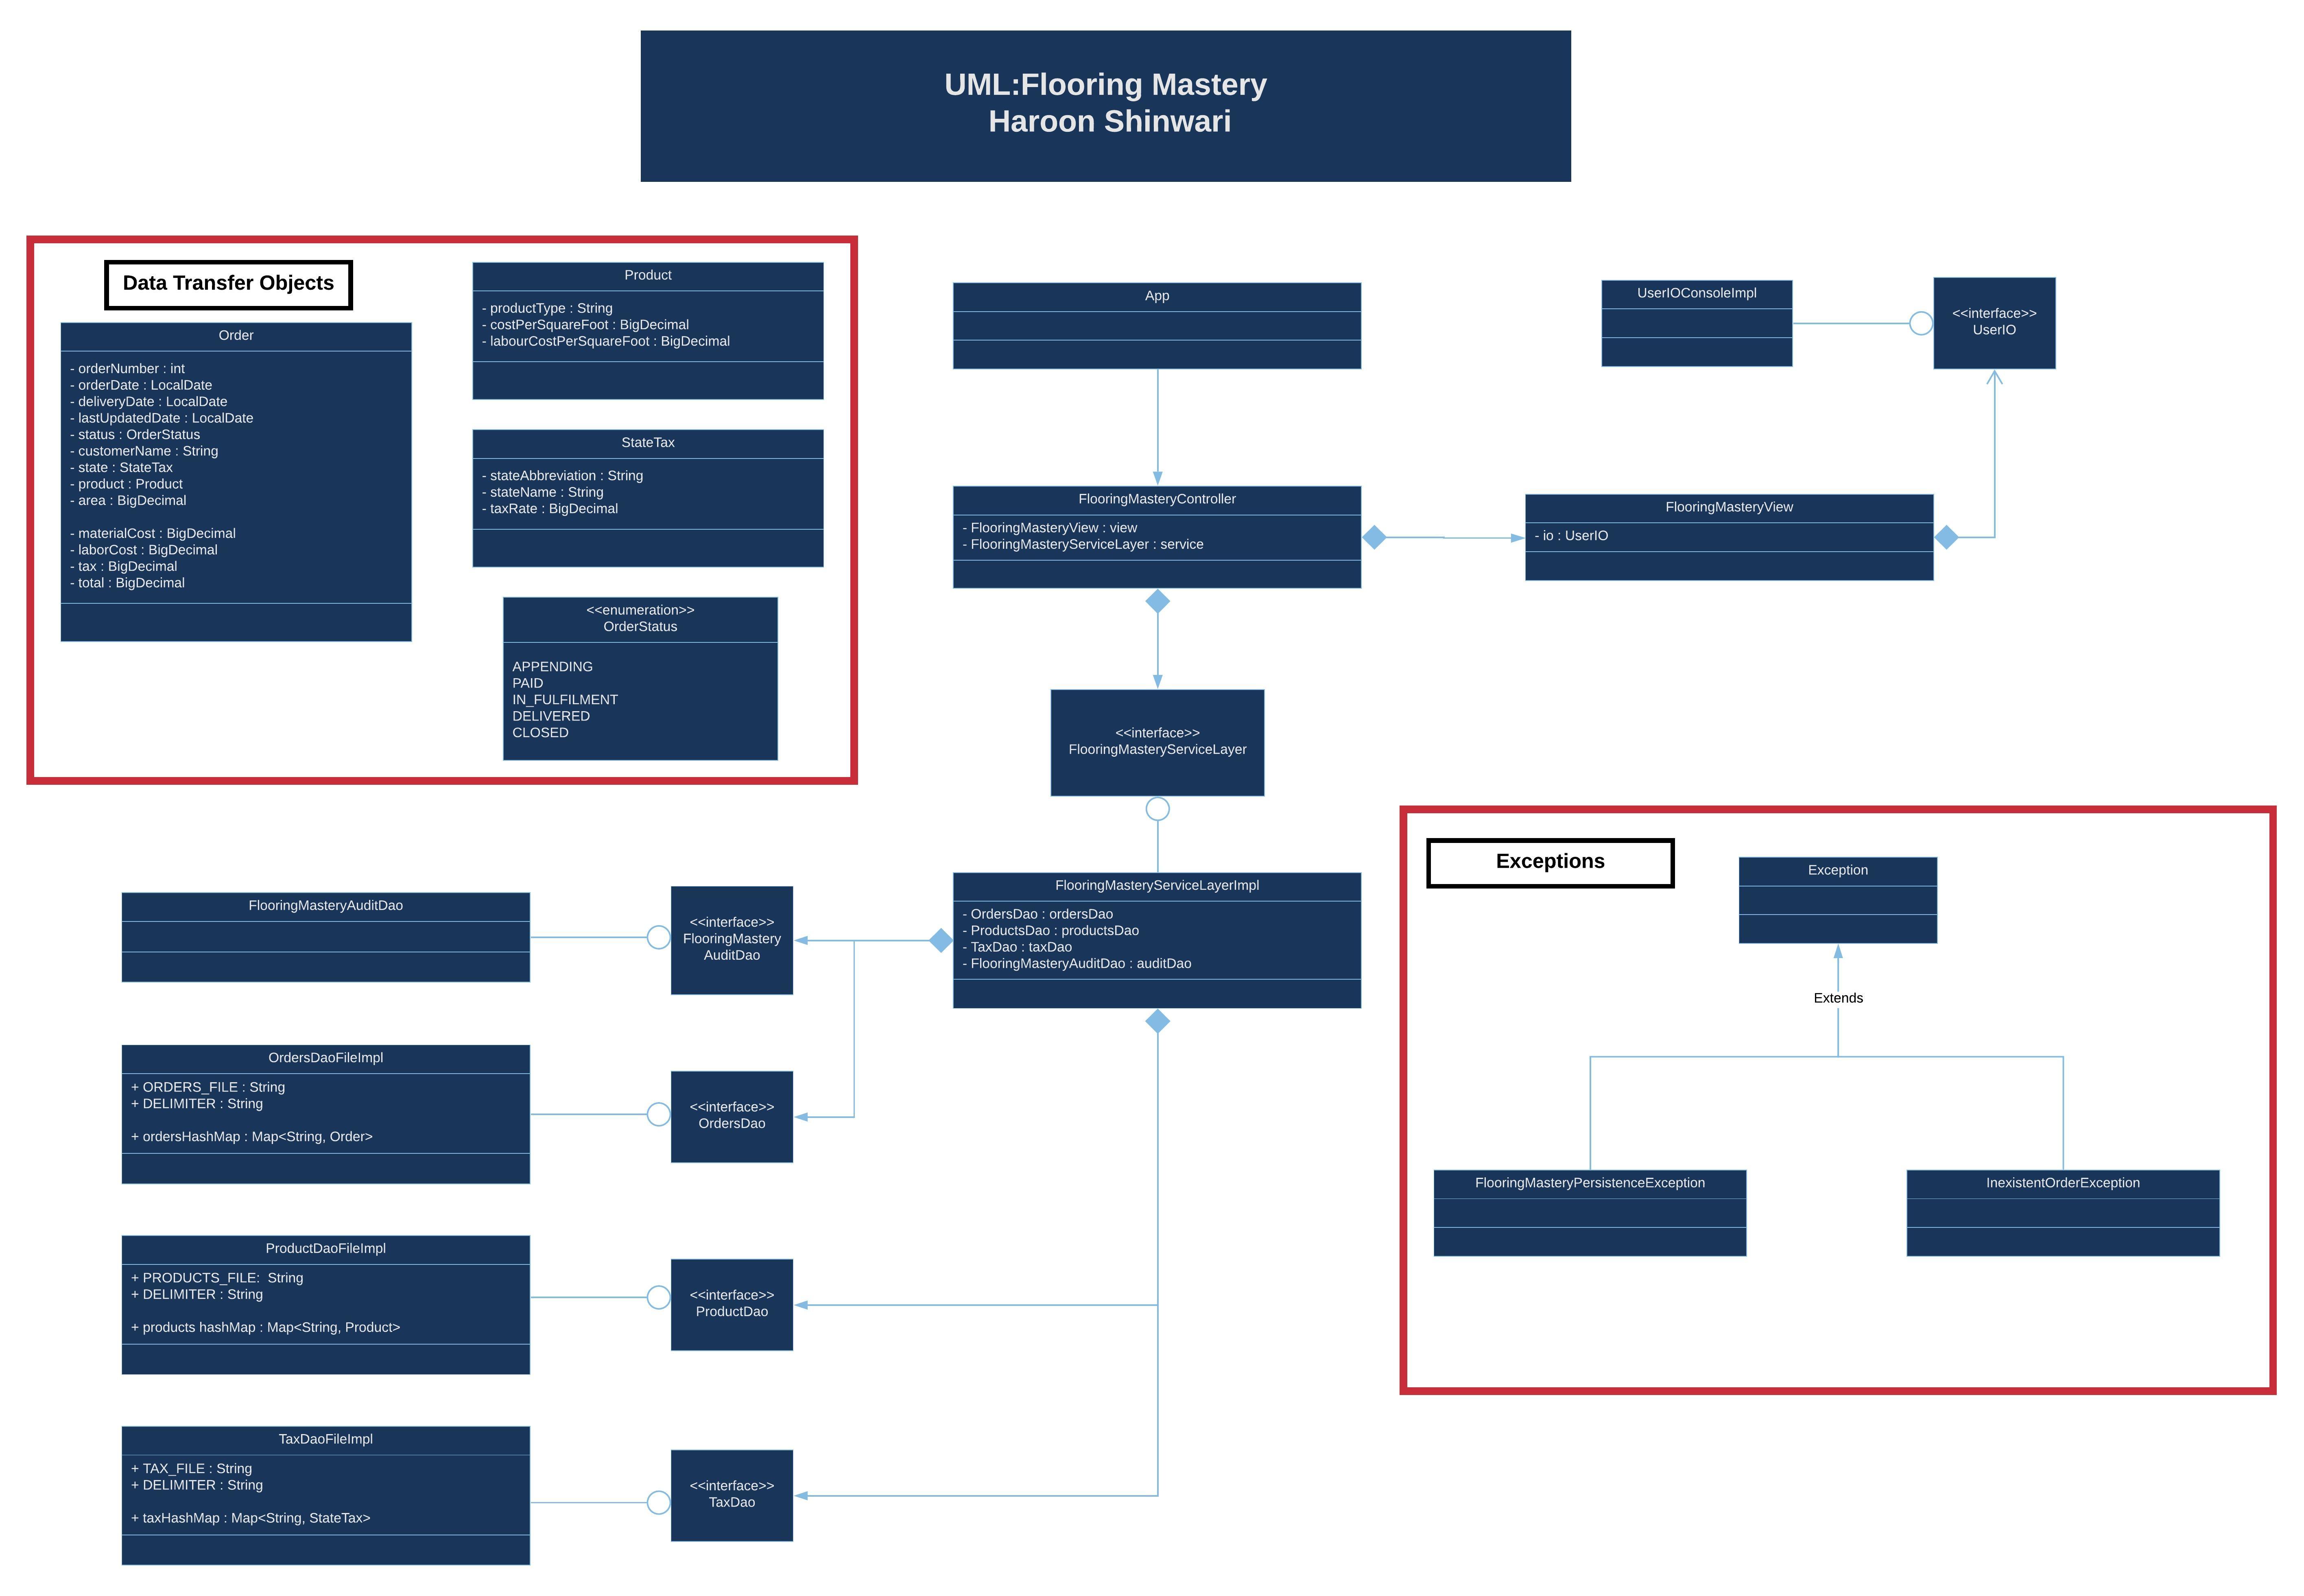 UML:Flooring Mastery
Haroon Shinwari
Data Transfer Objects
Order
- orderNumber : int
- orderDate : LocalDate
- deliveryDate : LocalDate
- lastUpdatedDate : LocalDate
- status : OrderStatus
- customerName : String
- state : StateTax
- product : Product
- area : BigDecimal
- materialCost : BigDecimal
- laborCost : BigDecimal
- tax : BigDecimal
- total : BigDecimal
Product
- productType : String
- costPerSquareFoot : BigDecimal
- labourCostPerSquareFoot : BigDecimal
StateTax
- stateAbbreviation : String
- stateName : String
- taxRate : BigDecimal
<<enumeration>>
OrderStatus
APPENDING
PAID
IN_FULFILMENT
DELIVERED
CLOSED
App
UserIOConsoleImpl
<<interface>>
UserIO
FlooringMasteryController
- FlooringMasteryView : view
- FlooringMasteryServiceLayer : service
FlooringMasteryView
- io : UserIO
<<interface>>
FlooringMasteryServiceLayer
FlooringMasteryServiceLayerImpl
- OrdersDao : ordersDao
- ProductsDao : productsDao
- TaxDao : taxDao
- FlooringMasteryAuditDao : auditDao
FlooringMasteryAuditDao
<<interface>>
FlooringMastery
AuditDao
OrdersDaoFileImpl
+ ORDERS_FILE : String
+ DELIMITER : String
+ ordersHashMap : Map<String, Order>
<<interface>>
OrdersDao
ProductDaoFileImpl
+ PRODUCTS_FILE:  String
+ DELIMITER : String
+ products hashMap : Map<String, Product>
<<interface>>
ProductDao
TaxDaoFileImpl
+ TAX_FILE : String
+ DELIMITER : String
+ taxHashMap : Map<String, StateTax>
<<interface>>
TaxDao
Exceptions
Exception
Extends
FlooringMasteryPersistenceException
InexistentOrderException